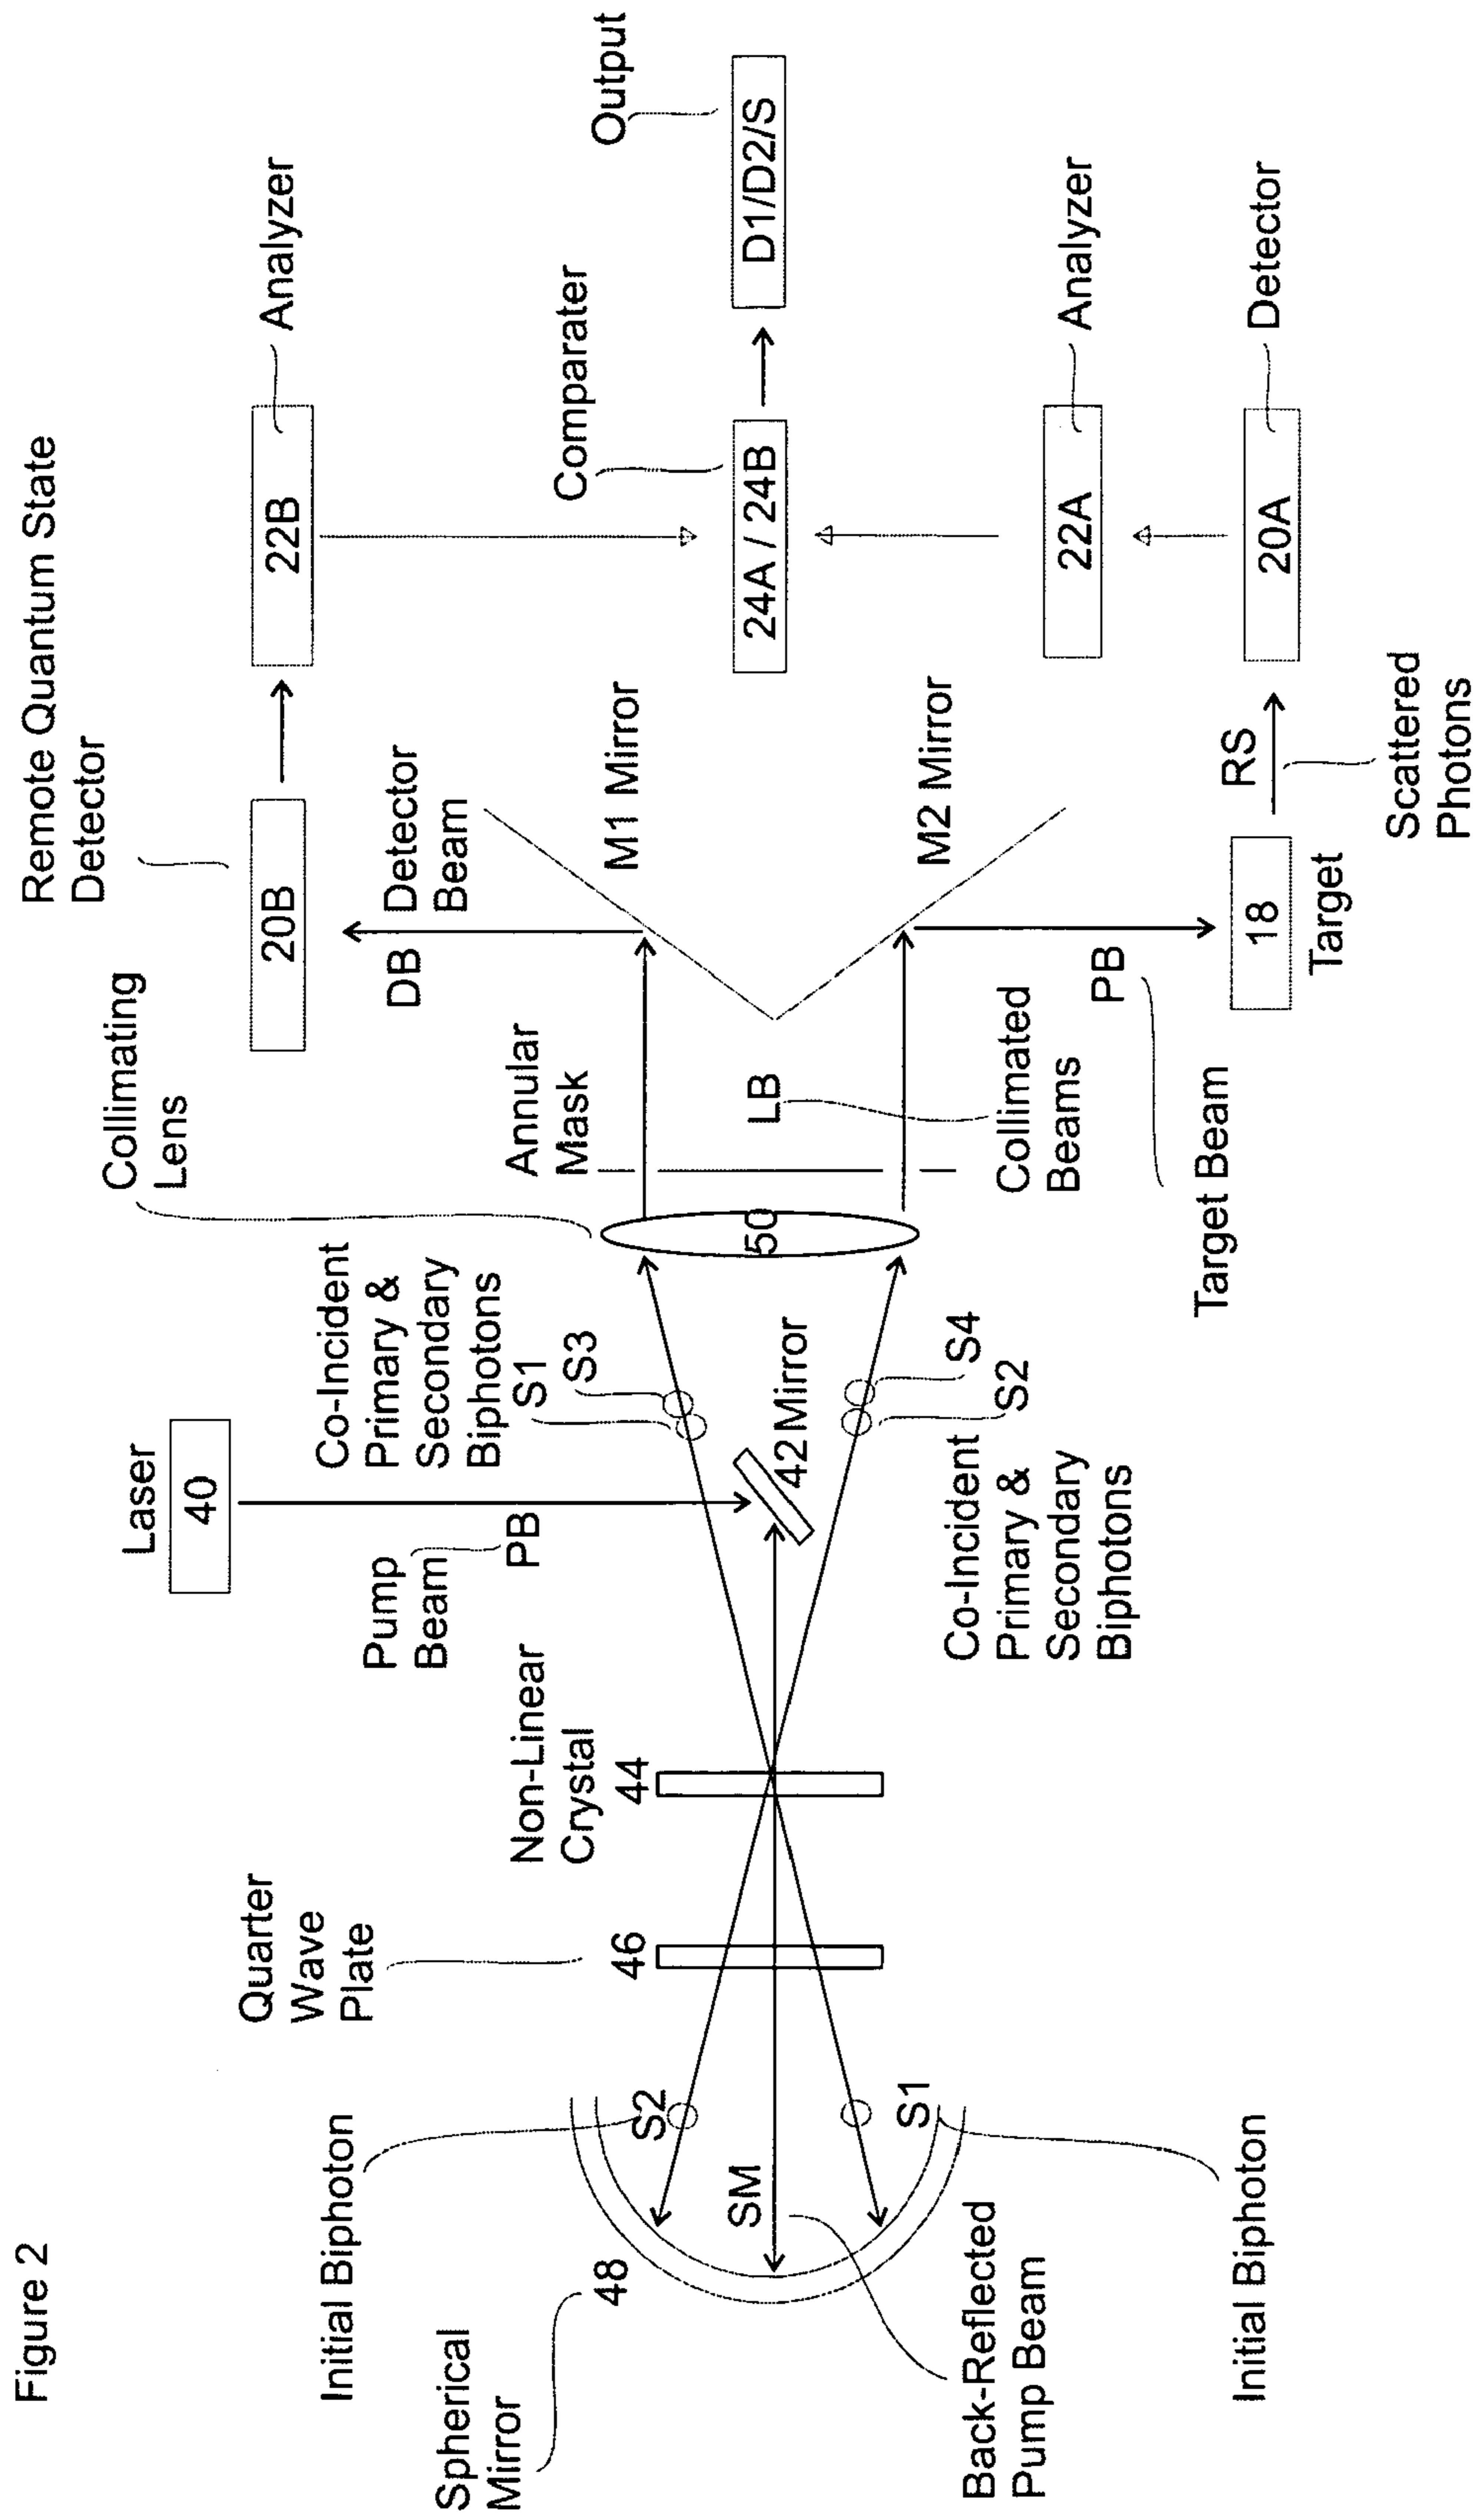 Figure 2
Spherical
Mirror
48
Initial Biphoton
S2
SM
S1
Back-Reflected
Pump Beam
Initial Biphoton
Quarter
Wave
Plate
46
Non-Linear
Crystal
44
Laser
40
Pump
Beam
PB
42 Mirror
Co-Incident
Primary &
Secondary
Biphotons
S1
S3
S4
S2
Co-Incident
Primary &
Secondary
Biphotons
Collimating
Lens
50
Annular
Mask
LB
Collimated
Beams
Target Beam
PB
Remote Quantum State
Detector
20B
DB
Detector
Beam
M1 Mirror
M2 Mirror
18
Target
RS
Scattered
Photons
22B
Analyzer
Comparater
24A / 24B
Output
D1/D2/S
22A
Analyzer
20A
Detector